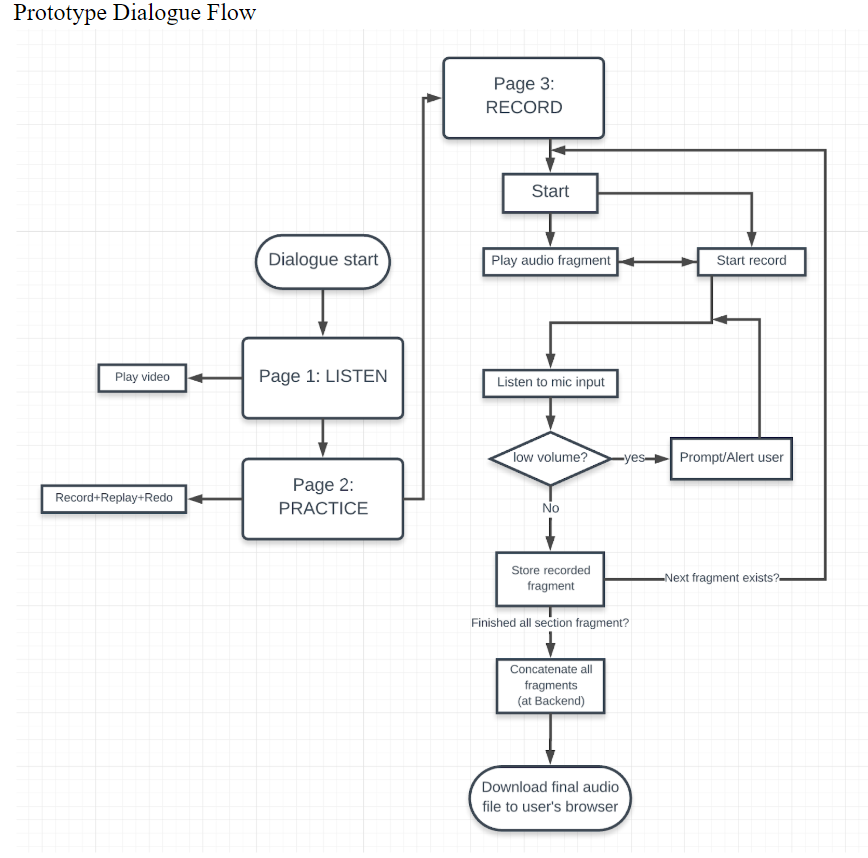 Prototype Dialogue Flow
Page 3:
RECORD
Start
Play audio fragment
Start record
Dialogue start
Page 1: LISTEN
Play video
Page 2:
PRACTICE
Record+Replay+Redo
Listen to mic input
low volume?
yes
Prompt/Alert user
No
Store recorded
fragment
Next fragment exists?
Finished all section fragment?
Concatenate all
fragments
(at Backend)
Download final audio
file to user's browser